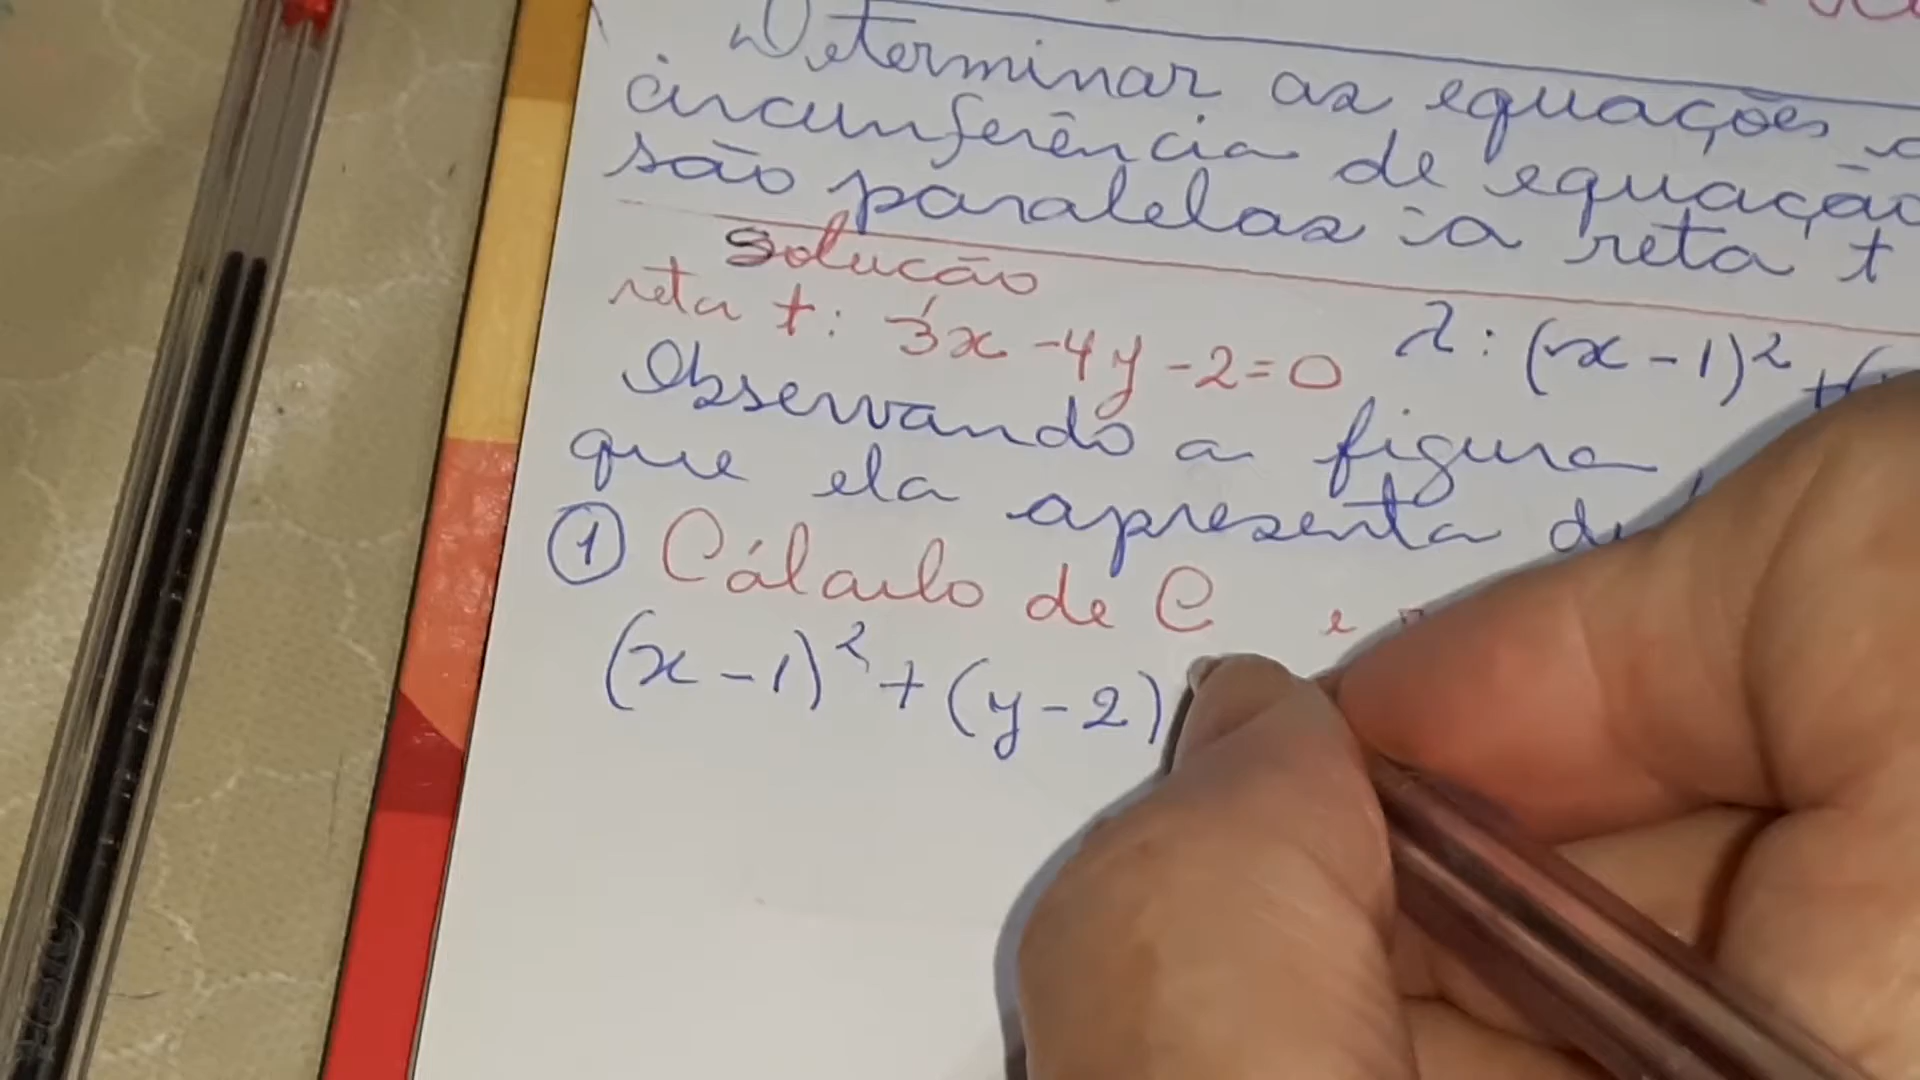 Determinar as equações
circunferência de equação
são paralelas à reta t
Solução
reta t: 3x - 4y - 2 = 0 λ: (x - 1)² + (
Observando a figura,
que ela apresenta
① Cálculo de C e
(x - 1)² + (y - 2)